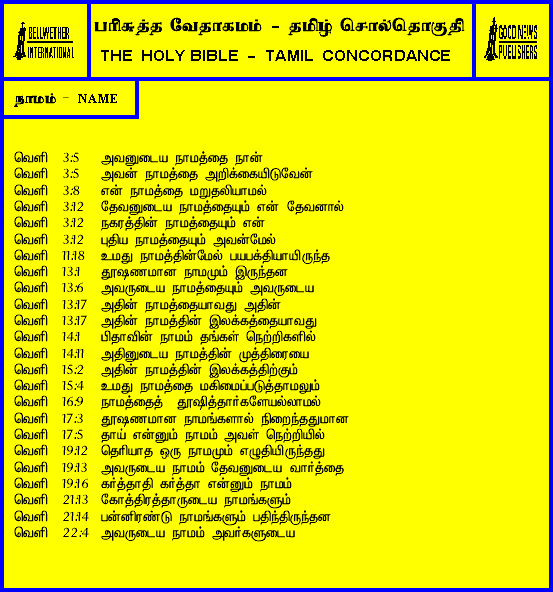 BELLWETHER
INTERNATIONAL
பரிசுத்த வேதாகமம் - தமிழ் சொல்தொகுதி
THE HOLY BIBLE - TAMIL CONCORDANCE
GOOD NEWS
PUBLISHERS
நாமம் - NAME
வெளி 3:5 அவனுடைய நாமத்தை நான்
வெளி 3:5 அவன் நாமத்தை அறிக்கையிடுவேன்
வெளி 3:8 என் நாமத்தை மறுதலியாமல்
வெளி 3:12 தேவனுடைய நாமத்தையும் என் தேவனால்
வெளி 3:12 நகரத்தின் நாமத்தையும் என்
வெளி 3:12 புதிய நாமத்தையும் அவன்மேல்
வெளி 11:18 உமது நாமத்தின்மேல் பயபக்தியாயிருந்த
வெளி 13:1 தூஷணமான நாமமும் இருந்தன
வெளி 13:6 அவருடைய நாமத்தையும் அவருடைய
வெளி 13:17 அதின் நாமத்தையாவது அதின்
வெளி 13:17 அதின் நாமத்தின் இலக்கத்தையாவது
வெளி 14:1 பிதாவின் நாமம் தங்கள் நெற்றிகளில்
வெளி 14:11 அதினுடைய நாமத்தின் முத்திரையை
வெளி 15:2 அதின் நாமத்தின் இலக்கத்திற்கும்
வெளி 15:4 உமது நாமத்தை மகிமைப்படுத்தாமலும்
வெளி 16:9 நாமத்தைத் தூஷித்தார்களேயல்லாமல்
வெளி 17:3 தூஷணமான நாமங்களால் நிறைந்ததுமான
வெளி 17:5 தாய் என்னும் நாமம் அவள் நெற்றியில்
வெளி 19:12 தெரியாத ஒரு நாமமும் எழுதியிருந்தது
வெளி 19:13 அவருடைய நாமம் தேவனுடைய வார்த்தை
வெளி 19:16 கர்த்தாதி கர்த்தா என்னும் நாமம்
வெளி 21:13 கோத்திரத்தாருடைய நாமங்களும்
வெளி 21:14 பன்னிரண்டு நாமங்களும் பதிந்திருந்தன
வெளி 22:4 அவருடைய நாமம் அவர்களுடைய